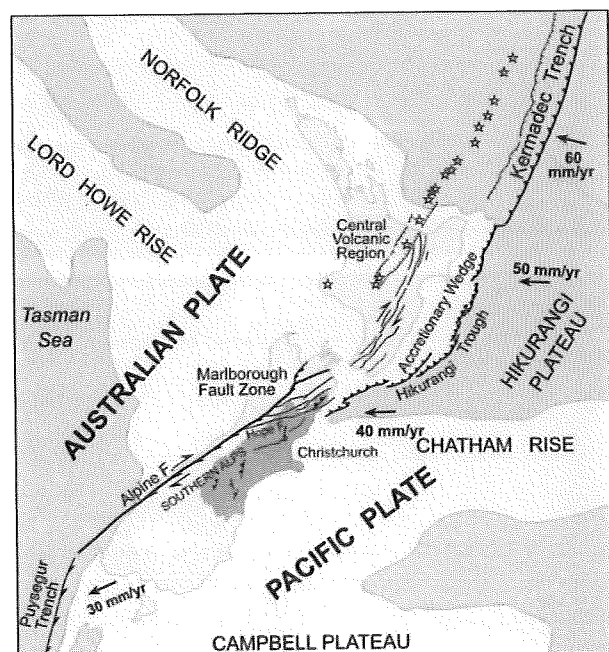 NORFOLK RIDGE
LORD HOWE RISE
Kermadec Trench
60
mm/yr
Central
Volcanic
Region
50 mm/yr
AUSTRALIAN PLATE
Tasman
Sea
Accretionary Wedge
Hikurangi Trough
HIKURANGI
PLATEAU
Marlborough
Fault Zone
40 mm/yr
CHATHAM RISE
Hope F.
Christchurch
Alpine F.
SOUTHERN ALPS
PACIFIC PLATE
Puysegur
Trench
30 mm/yr
CAMPBELL PLATEAU